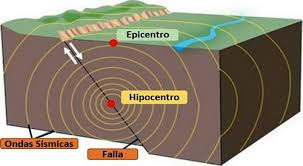 Epicentro
Hipocentro
Ondas Sísmicas
Falla